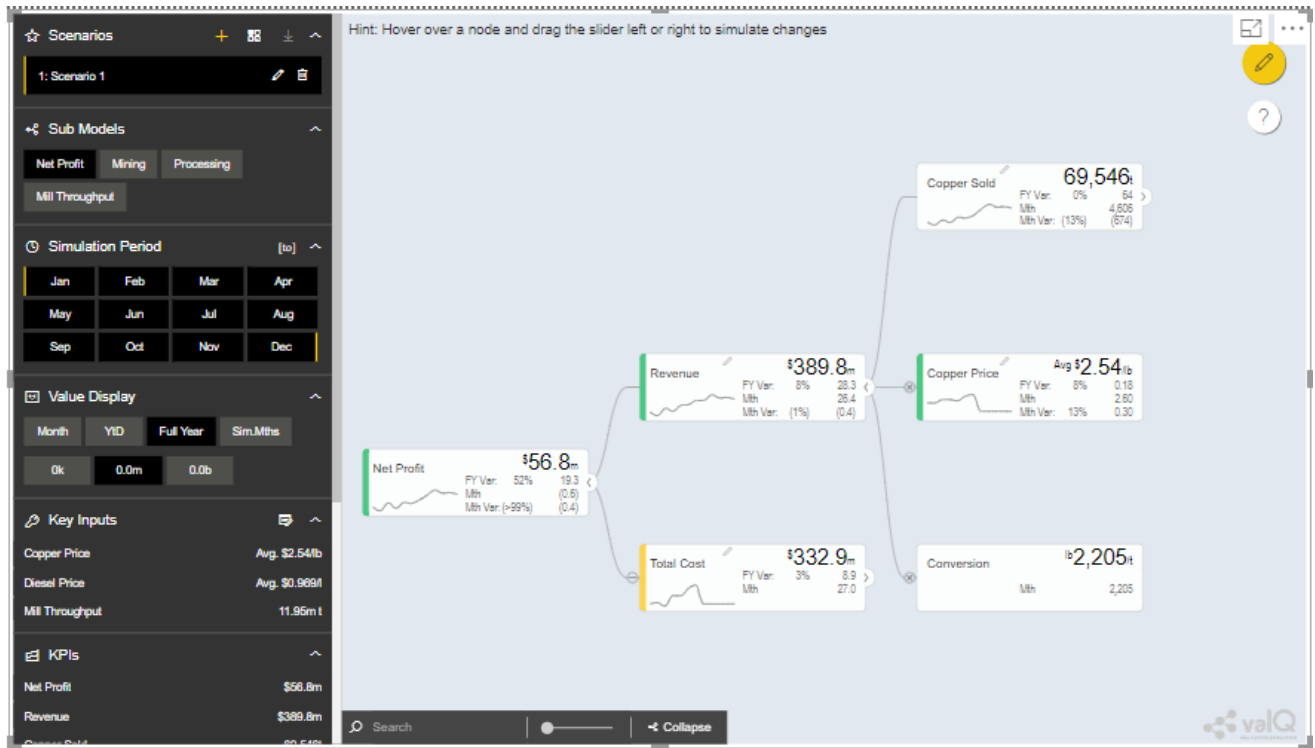 Scenarios
1: Scenario 1
Sub Models
Net Profit Mining Processing
Mill Throughput
Simulation Period [to]
Jan Feb Mar Apr
May Jun Jul Aug
Sep Oct Nov Dec
Value Display
Month YtD Full Year Sim.Mths
0k 0.0m 0.0b
Key Inputs
Copper Price Avg. $2.54/lb
Diesel Price Avg. $0.969/l
Mill Throughput 11.95m t
KPIs
Net Profit $56.8m
Revenue $389.8m
Copper Sold 69,546t
Hint: Hover over a node and drag the slider left or right to simulate changes
?
Copper Sold 69,546t
FY Var: 0% 64
Mth 4,606
Mth Var: (13%) (674)
Revenue $389.8m
FY Var: 8% 28.3
Mth 26.4
Mth Var: (1%) (0.4)
Copper Price Avg $2.54/lb
FY Var: 8% 0.18
Mth 2.60
Mth Var: 13% 0.30
Net Profit $56.8m
FY Var: 52% 19.3
Mth (0.6)
Mth Var: (>99%) (0.4)
Total Cost $332.9m
FY Var: 3% 8.9
Mth 27.0
Conversion lb2,205/t
Mth 2,205
Search Collapse
valQ